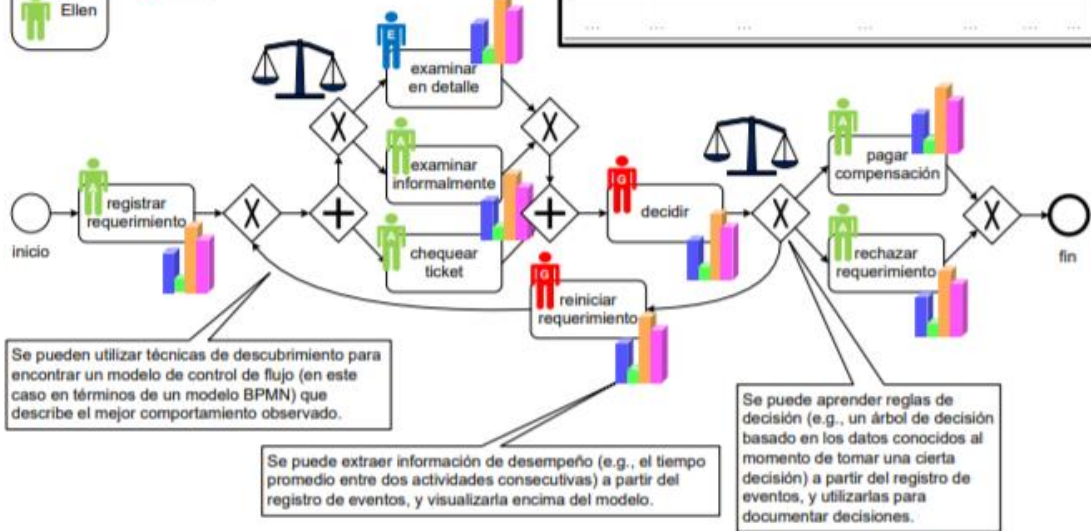 Ellen
... ... ... ... ... ... ...
E
examinar
en detalle
A
examinar
informalmente
A
chequear
ticket
A
registrar
requerimiento
inicio
G
decidir
G
reiniciar
requerimiento
A
pagar
compensación
A
rechazar
requerimiento
fin
Se pueden utilizar técnicas de descubrimiento para
encontrar un modelo de control de flujo (en este
caso en términos de un modelo BPMN) que
describe el mejor comportamiento observado.
Se puede extraer información de desempeño (e.g., el tiempo
promedio entre dos actividades consecutivas) a partir del
registro de eventos, y visualizarla encima del modelo.
Se puede aprender reglas de
decisión (e.g., un árbol de decisión
basado en los datos conocidos al
momento de tomar una cierta
decisión) a partir del registro de
eventos, y utilizarlas para
documentar decisiones.